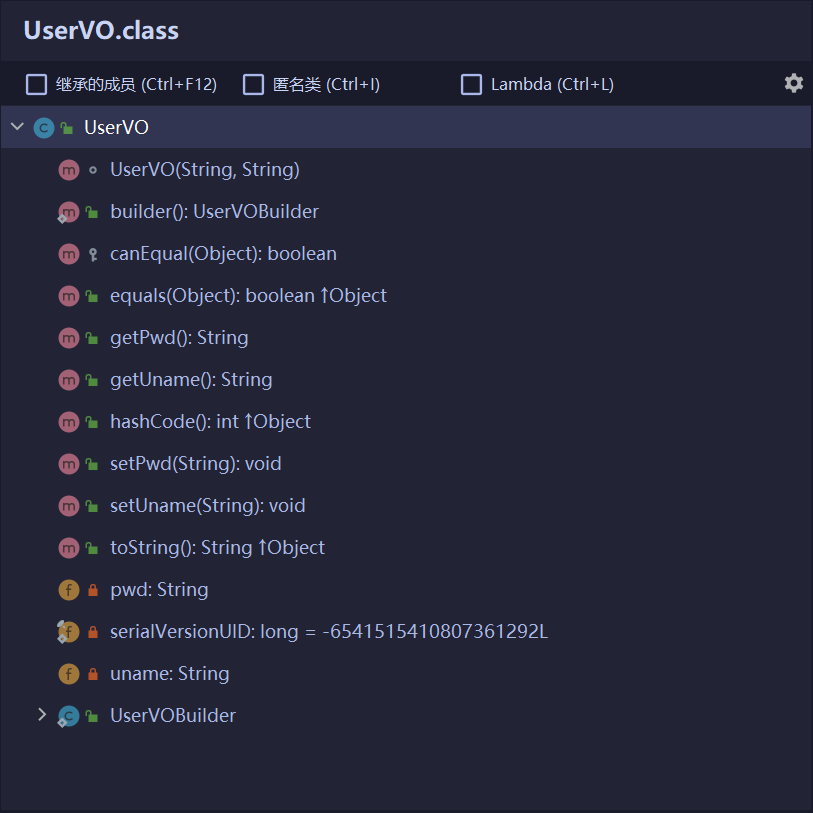 UserVO.class
继承的成员 (Ctrl+F12) 匿名类 (Ctrl+I) Lambda (Ctrl+L)
C UserVO
m UserVO(String, String)
m builder(): UserVOBuilder
m canEqual(Object): boolean
m equals(Object): boolean ↑Object
m getPwd(): String
m getUname(): String
m hashCode(): int ↑Object
m setPwd(String): void
m setUname(String): void
m toString(): String ↑Object
f pwd: String
f serialVersionUID: long = -6541515410807361292L
f uname: String
C UserVOBuilder